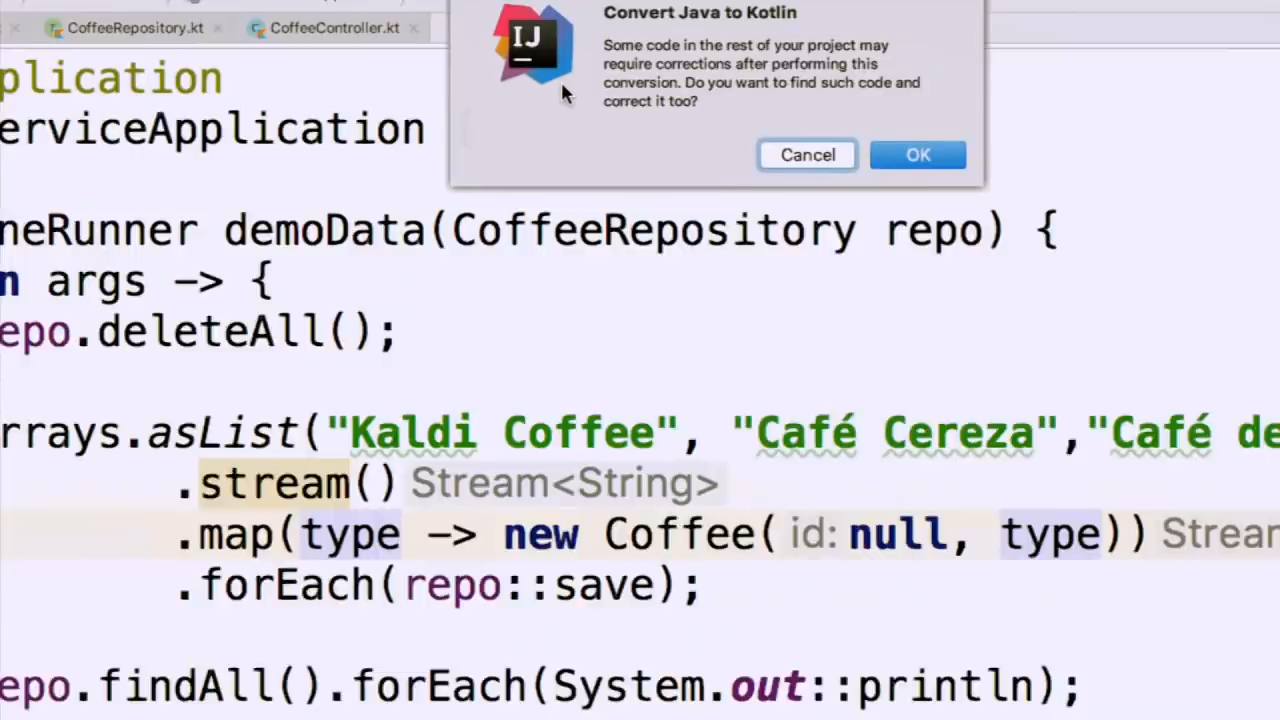 CoffeeRepository.kt
CoffeeController.kt
IJ
Convert Java to Kotlin
Some code in the rest of your project may
require corrections after performing this
conversion. Do you want to find such code and
correct it too?
Cancel
OK
plication
erviceApplication {
neRunner demoData(CoffeeRepository repo) {
n args -> {
epo.deleteAll();
rrays.asList("Kaldi Coffee", "Café Cereza","Café de
.stream() Stream<String>
.map(type -> new Coffee( id: null, type)) Stream
.forEach(repo::save);
epo.findAll().forEach(System.out::println);